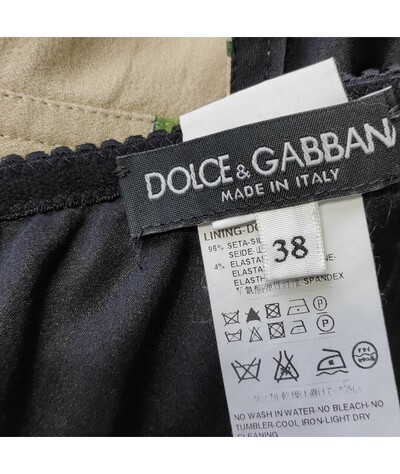 DOLCE & GABBAN
MADE IN ITALY
38
LINING-DO
98% SETA-SIL
SEIDE-
4% ELASTAN
ELASTA
SPANDEX
P
P
NO WASH IN WATER-NO BLEACH-NO
TUMBLER-COOL IRON-LIGHT DRY
CLEANING